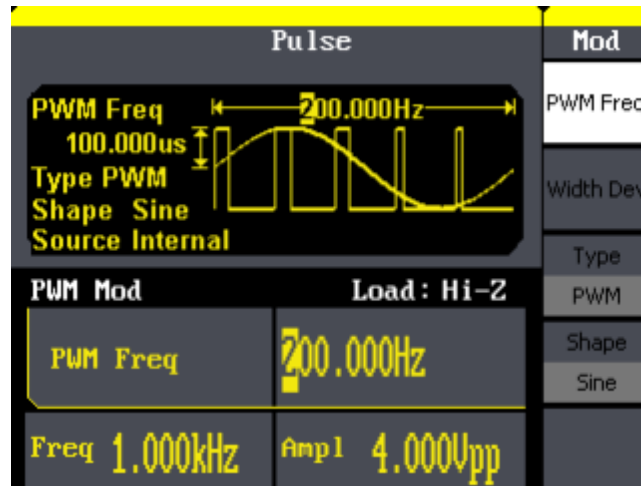 Pulse
Mod
PWM Freq
200.000Hz
100.000us
Type PWM
Shape Sine
Source Internal
PWM Freq
Width Dev
Type
PWM
Shape
Sine
PWM Mod
Load: Hi-Z
PWM Freq
200.000Hz
Freq 1.000kHz
Ampl 4.000Vpp